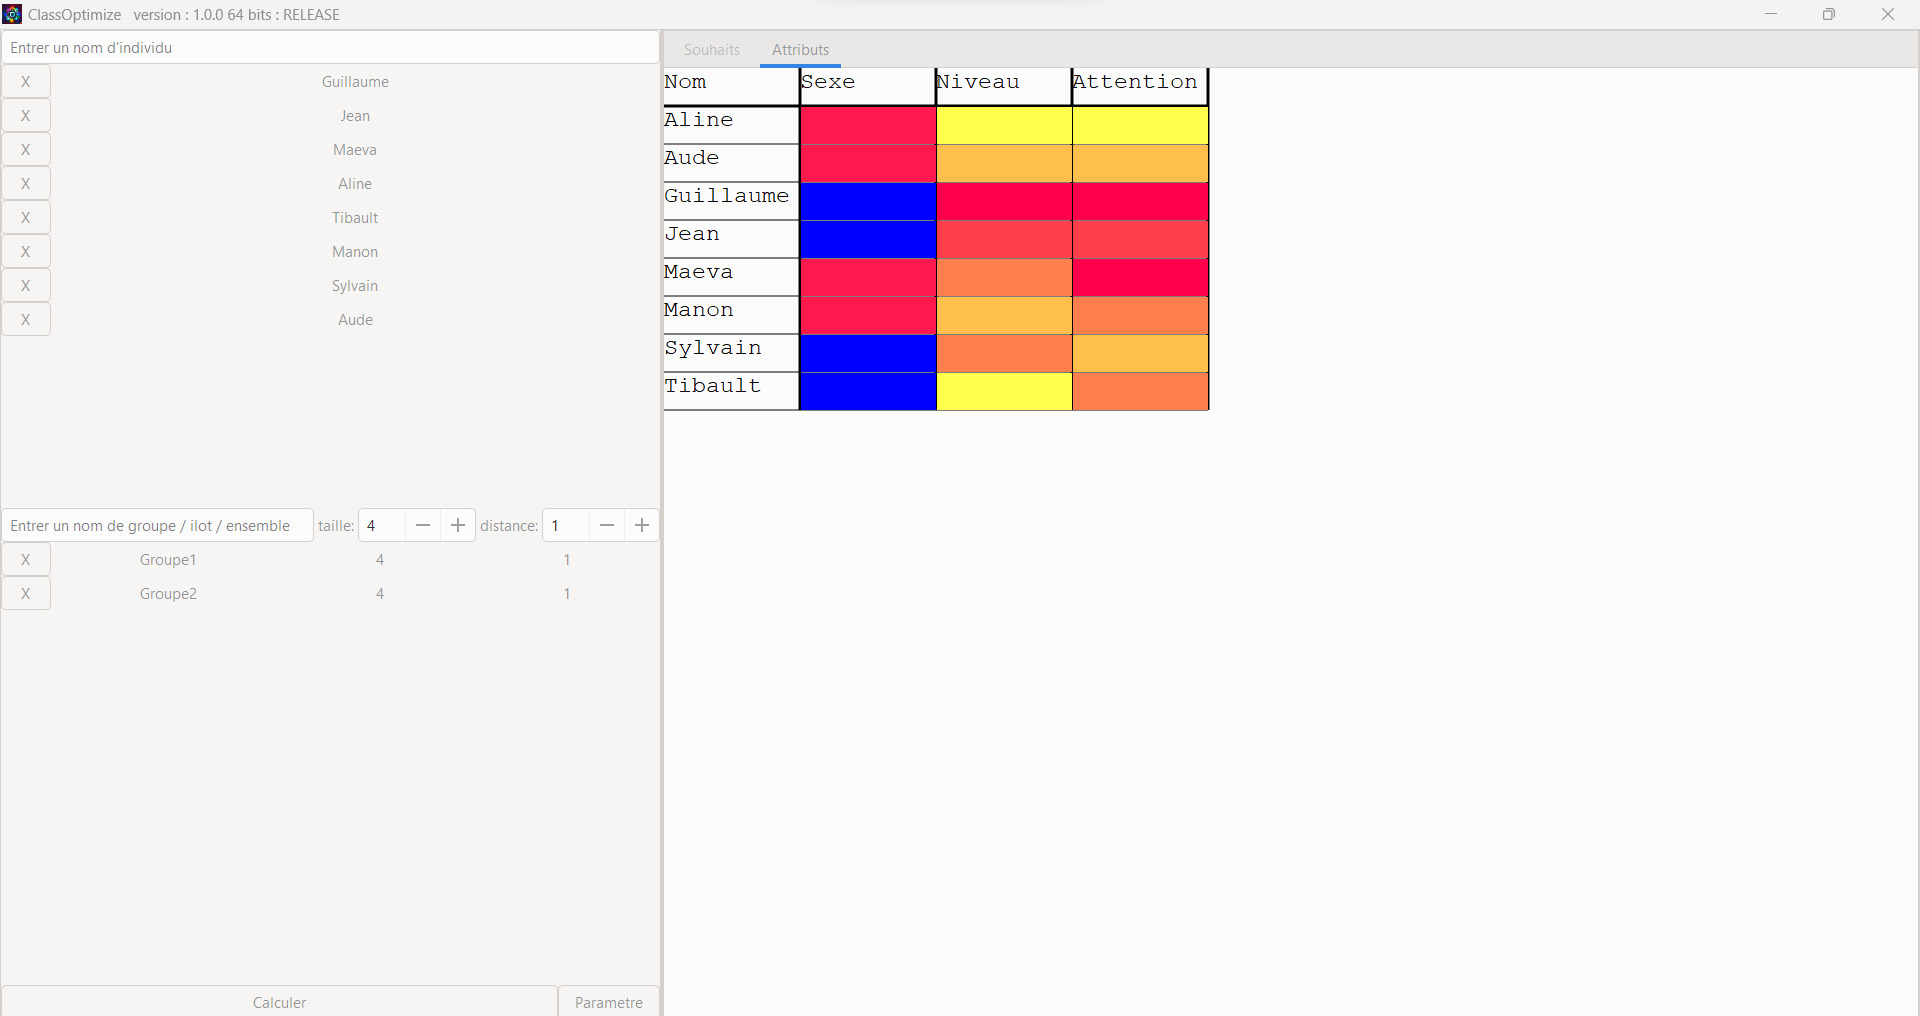 ClassOptimize version : 1.0.0 64 bits : RELEASE
Entrer un nom d'individu
X Guillaume
X Jean
X Maeva
X Aline
X Tibault
X Manon
X Sylvain
X Aude
Entrer un nom de groupe / ilot / ensemble taille: 4 distance: 1
X Groupe1 4 1
X Groupe2 4 1
Calculer Parametre
Souhaits Attributs
Nom Sexe Niveau Attention
Aline
Aude
Guillaume
Jean
Maeva
Manon
Sylvain
Tibault